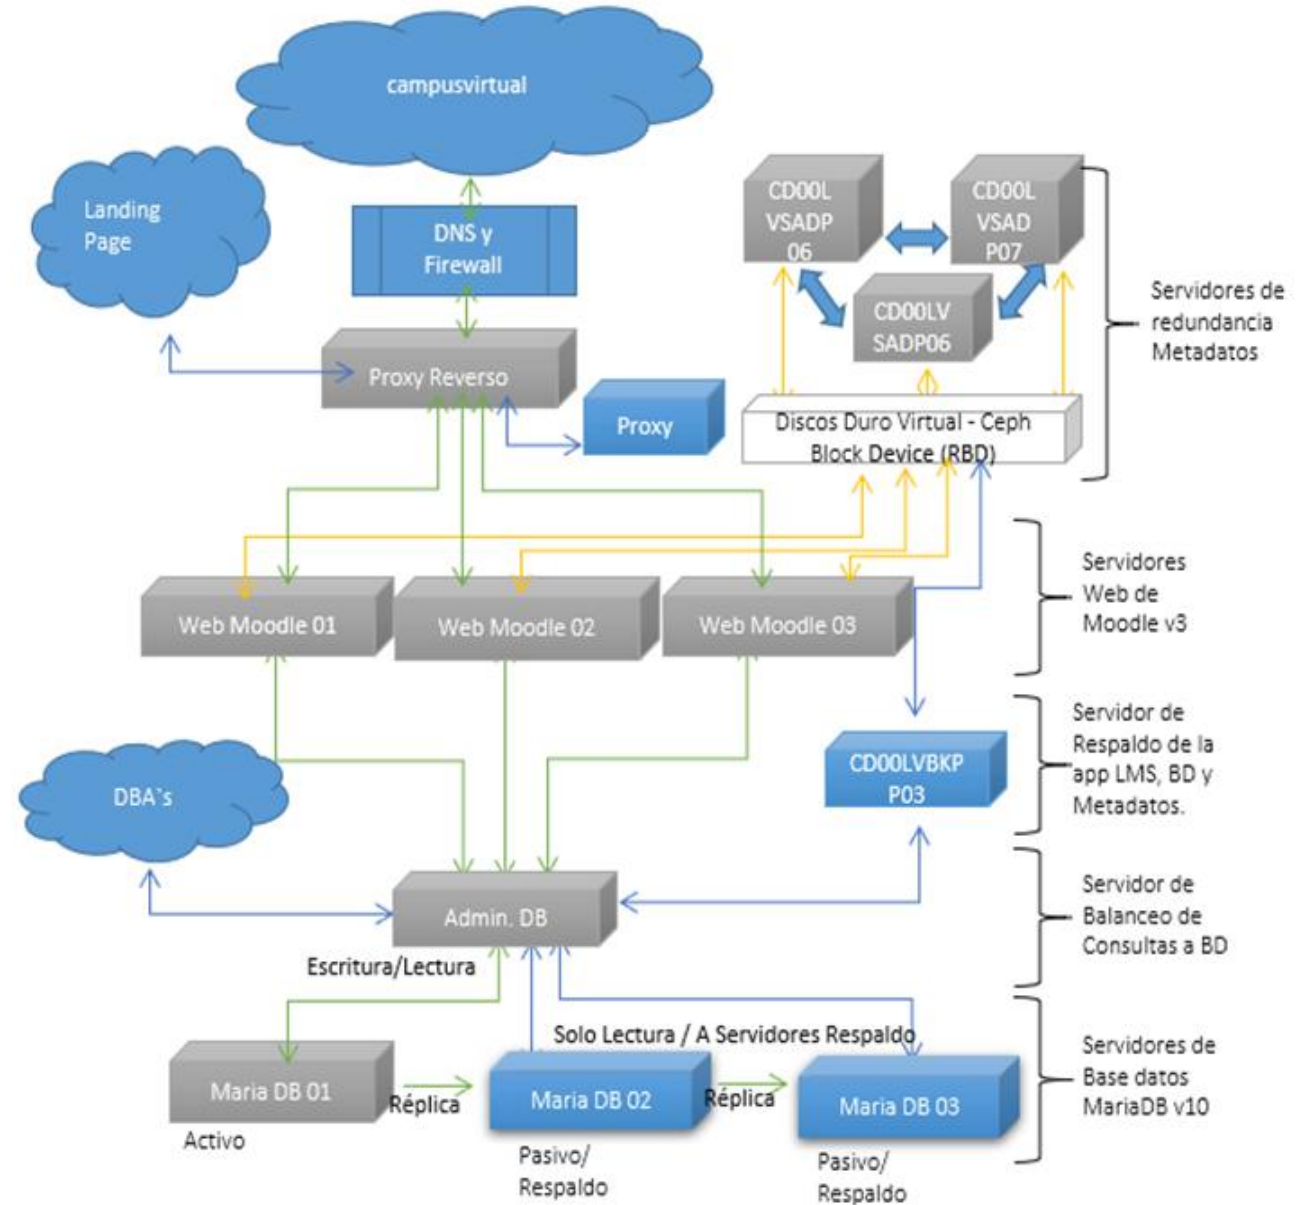 campusvirtual
Landing
Page
DNS y
Firewall
CD00L
VSADP
06
CD00L
VSAD
P07
CD00LV
SADP06
Servidores de
redundancia
Metadatos
Proxy Reverso
Proxy
Discos Duro Virtual - Ceph
Block Device (RBD)
Servidores
Web de
Moodle v3
Web Moodle 01
Web Moodle 02
Web Moodle 03
Servidor de
Respaldo de la
app LMS, BD y
Metadatos.
CD00LVBKP
P03
DBA`s
Servidor de
Balanceo de
Consultas a BD
Admin. DB
Escritura/Lectura
Solo Lectura / A Servidores Respaldo
Servidores de
Base datos
MariaDB v10
Maria DB 01
Réplica
Maria DB 02
Réplica
Maria DB 03
Activo
Pasivo/
Respaldo
Pasivo/
Respaldo